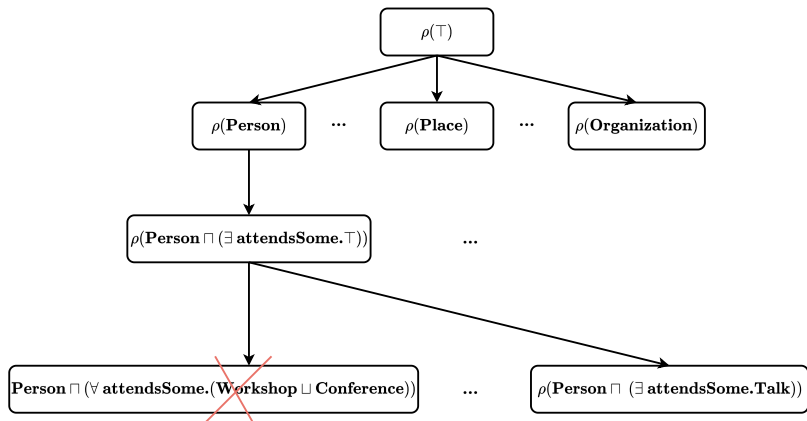 ρ(⊤)
ρ(Person) ... ρ(Place) ... ρ(Organization)
ρ(Person ⊓ (∃ attendsSome.⊤)) ...
Person ⊓ (∀ attendsSome.(Workshop ⊔ Conference)) ... ρ(Person ⊓ (∃ attendsSome.Talk))